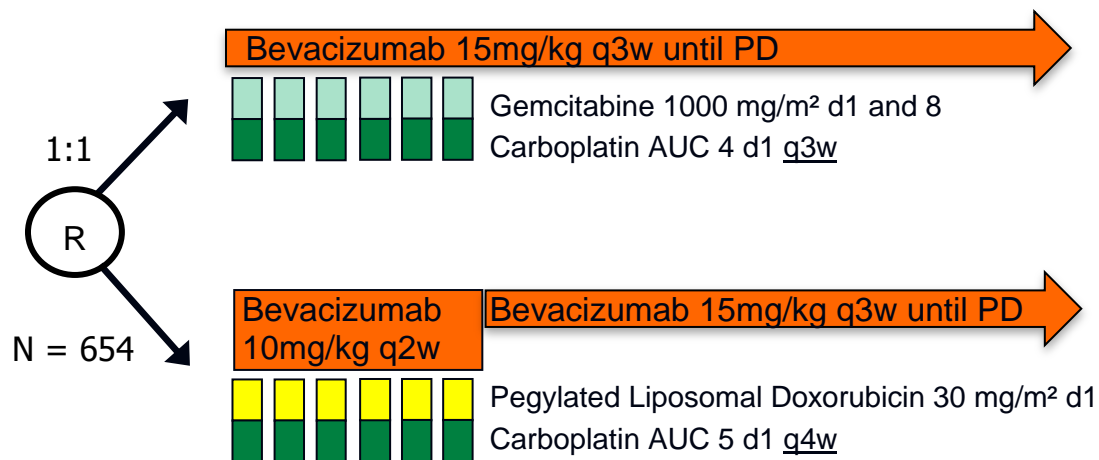 Bevacizumab 15mg/kg q3w until PD
Gemcitabine 1000 mg/m² d1 and 8
Carboplatin AUC 4 d1 q3w
1:1
R
N = 654
Bevacizumab
10mg/kg q2w
Bevacizumab 15mg/kg q3w until PD
Pegylated Liposomal Doxorubicin 30 mg/m² d1
Carboplatin AUC 5 d1 q4w